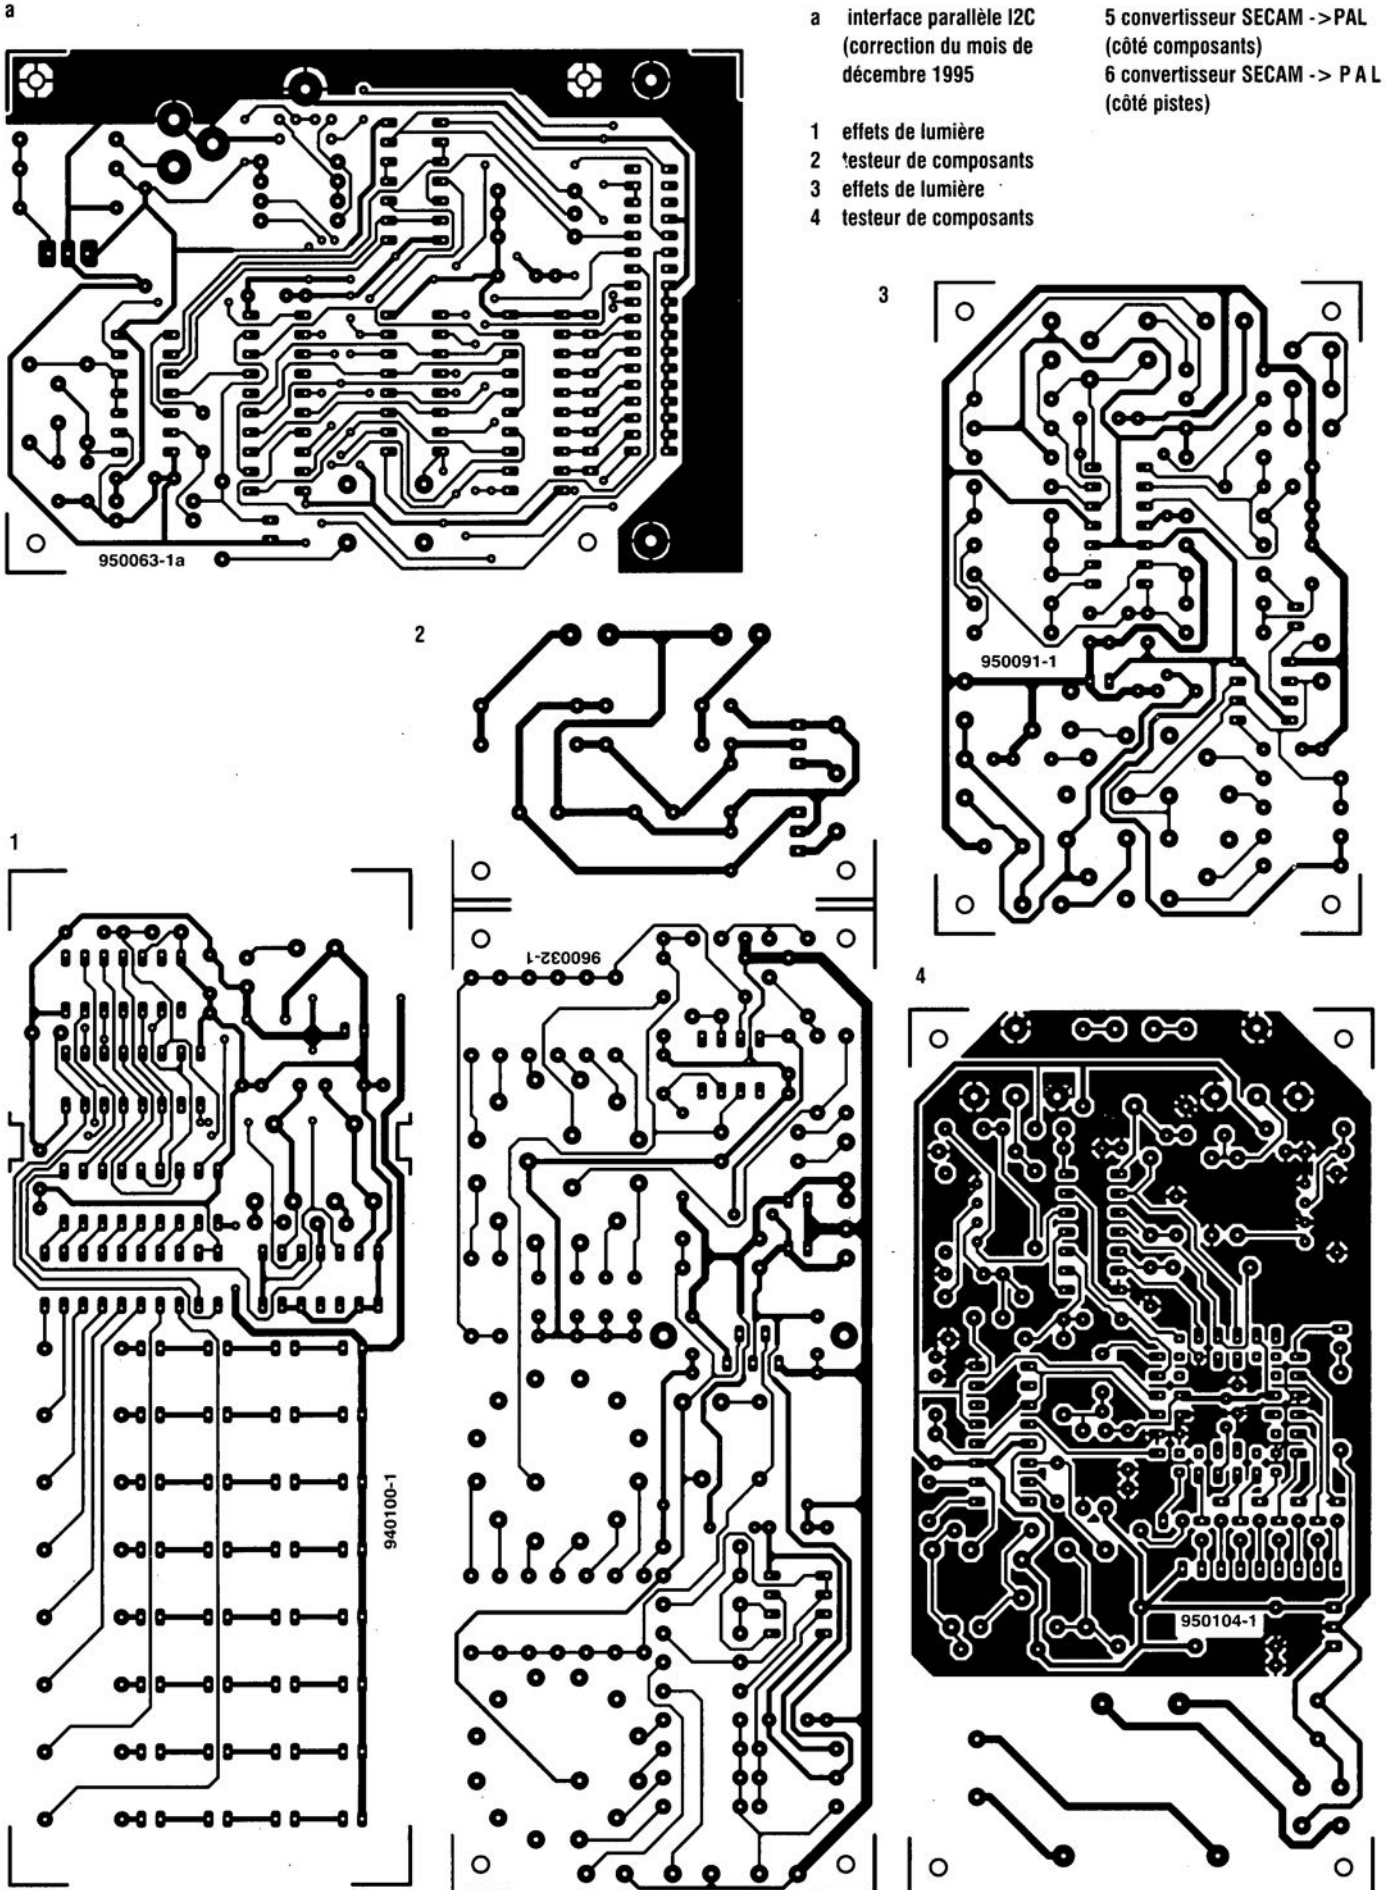 a
a interface parallèle I2C
(correction du mois de
décembre 1995
1 effets de lumière
2 testeur de composants
3 effets de lumière
4 testeur de composants
5 convertisseur SECAM ->PAL
(côté composants)
6 convertisseur SECAM -> PAL
(côté pistes)
950063-1a
3
950091-1
2
1
960032-1
940100-1
4
950104-1